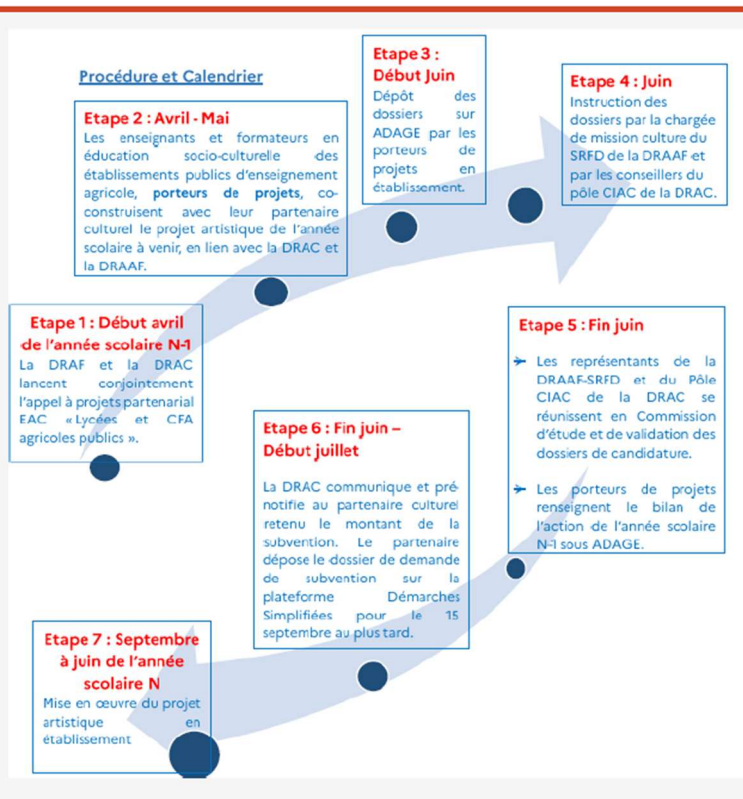 Procédure et Calendrier
Etape 1 : Début avril
de l'année scolaire N-1
La DRAF et la DRAC
lancent conjointement
l'appel à projets partenarial
EAC « Lycées et CFA
agricoles publics ».
Etape 2 : Avril - Mai
Les enseignants et formateurs en
éducation socio-culturelle des
établissements publics d'enseignement
agricole, porteurs de projets, co-
construisent avec leur partenaire
culturel le projet artistique de l'année
scolaire à venir, en lien avec la DRAC et
la DRAAF.
Etape 3 :
Début Juin
Dépôt des
dossiers sur
ADAGE par les
porteurs de
projets en
établissement.
Etape 4 : Juin
Instruction des
dossiers par la chargée
de mission culture du
SRFD de la DRAAF et
par les conseillers du
pôle CIAC de la DRAC.
Etape 5 : Fin juin
Les représentants de la
DRAAF-SRFD et du Pôle
CIAC de la DRAC se
réunissent en Commission
d'étude et de validation des
dossiers de candidature.
Les porteurs de projets
renseignent le bilan de
l'action de l'année scolaire
N-1 sous ADAGE.
Etape 6 : Fin juin –
Début juillet
La DRAC communique et pré-
notifie au partenaire culturel
retenu le montant de la
subvention. Le partenaire
dépose le dossier de demande
de subvention sur la
plateforme Démarches
Simplifiées pour le 15
septembre au plus tard.
Etape 7 : Septembre
à juin de l'année
scolaire N
Mise en œuvre du projet
artistique en
établissement